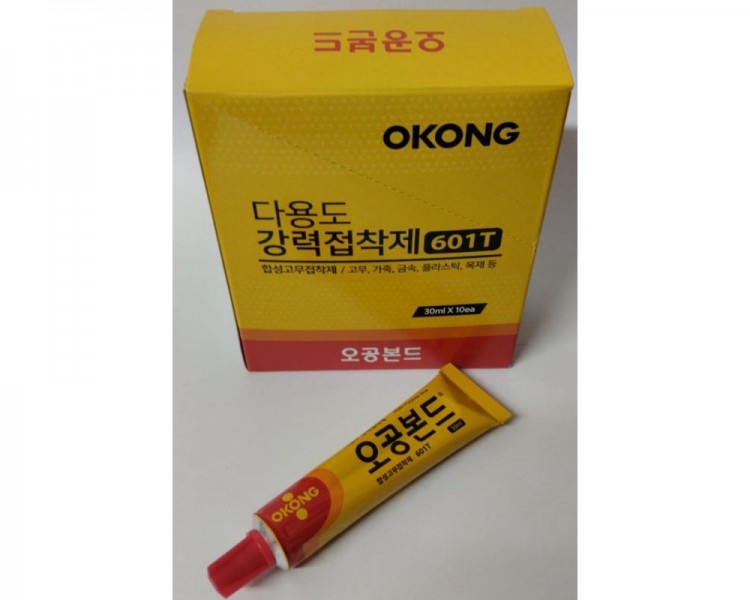 오공본드
OKONG
다용도
강력접착제 601T
합성고무접착제 / 고무, 가죽, 금속, 플라스틱, 목재 등
30ml X 10ea
오공본드
오공본드
30ml
합성고무접착제 601T
OKONG